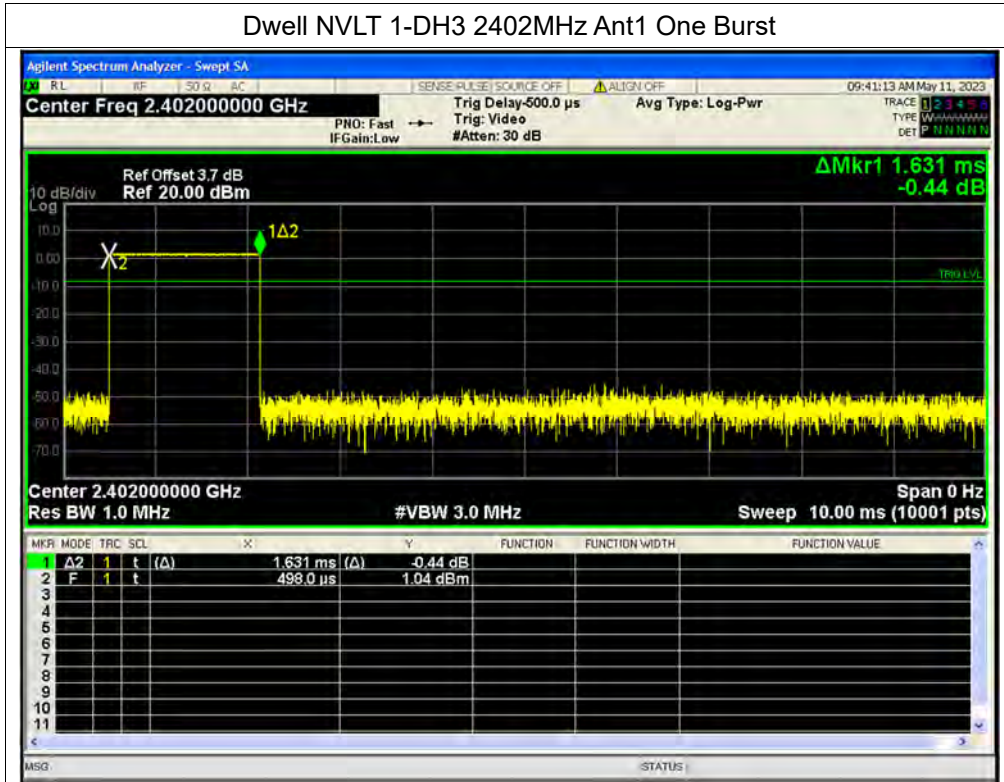 Dwell NVLT 1-DH3 2402MHz Ant1 One Burst
Agilent Spectrum Analyzer - Swept SA
LXI RL RF 50 Ω AC SENSE:PULSE SOURCE OFF ALIGN OFF 09:41:13 AM May 11, 2023
Center Freq 2.402000000 GHz
PNO: Fast
IFGain:Low
Trig Delay-500.0 µs
Trig: Video
#Atten: 30 dB
Avg Type: Log-Pwr
TRACE 1 2 3 4 5 6
TYPE W
DET P N N N N N
ΔMkr1 1.631 ms
-0.44 dB
Ref Offset 3.7 dB
10 dB/div Ref 20.00 dBm
Log
10.0
0.00
-10.0
-20.0
-30.0
-40.0
-50.0
-60.0
-70.0
1Δ2
2
TRIG LVL
Center 2.402000000 GHz Span 0 Hz
Res BW 1.0 MHz #VBW 3.0 MHz Sweep 10.00 ms (10001 pts)
MKR MODE TRC SCL X Y FUNCTION FUNCTION WIDTH FUNCTION VALUE
1 Δ2 1 t (Δ) 1.631 ms (Δ) -0.44 dB
2 F 1 t 498.0 µs 1.04 dBm
3
4
5
6
7
8
9
10
11
MSG STATUS